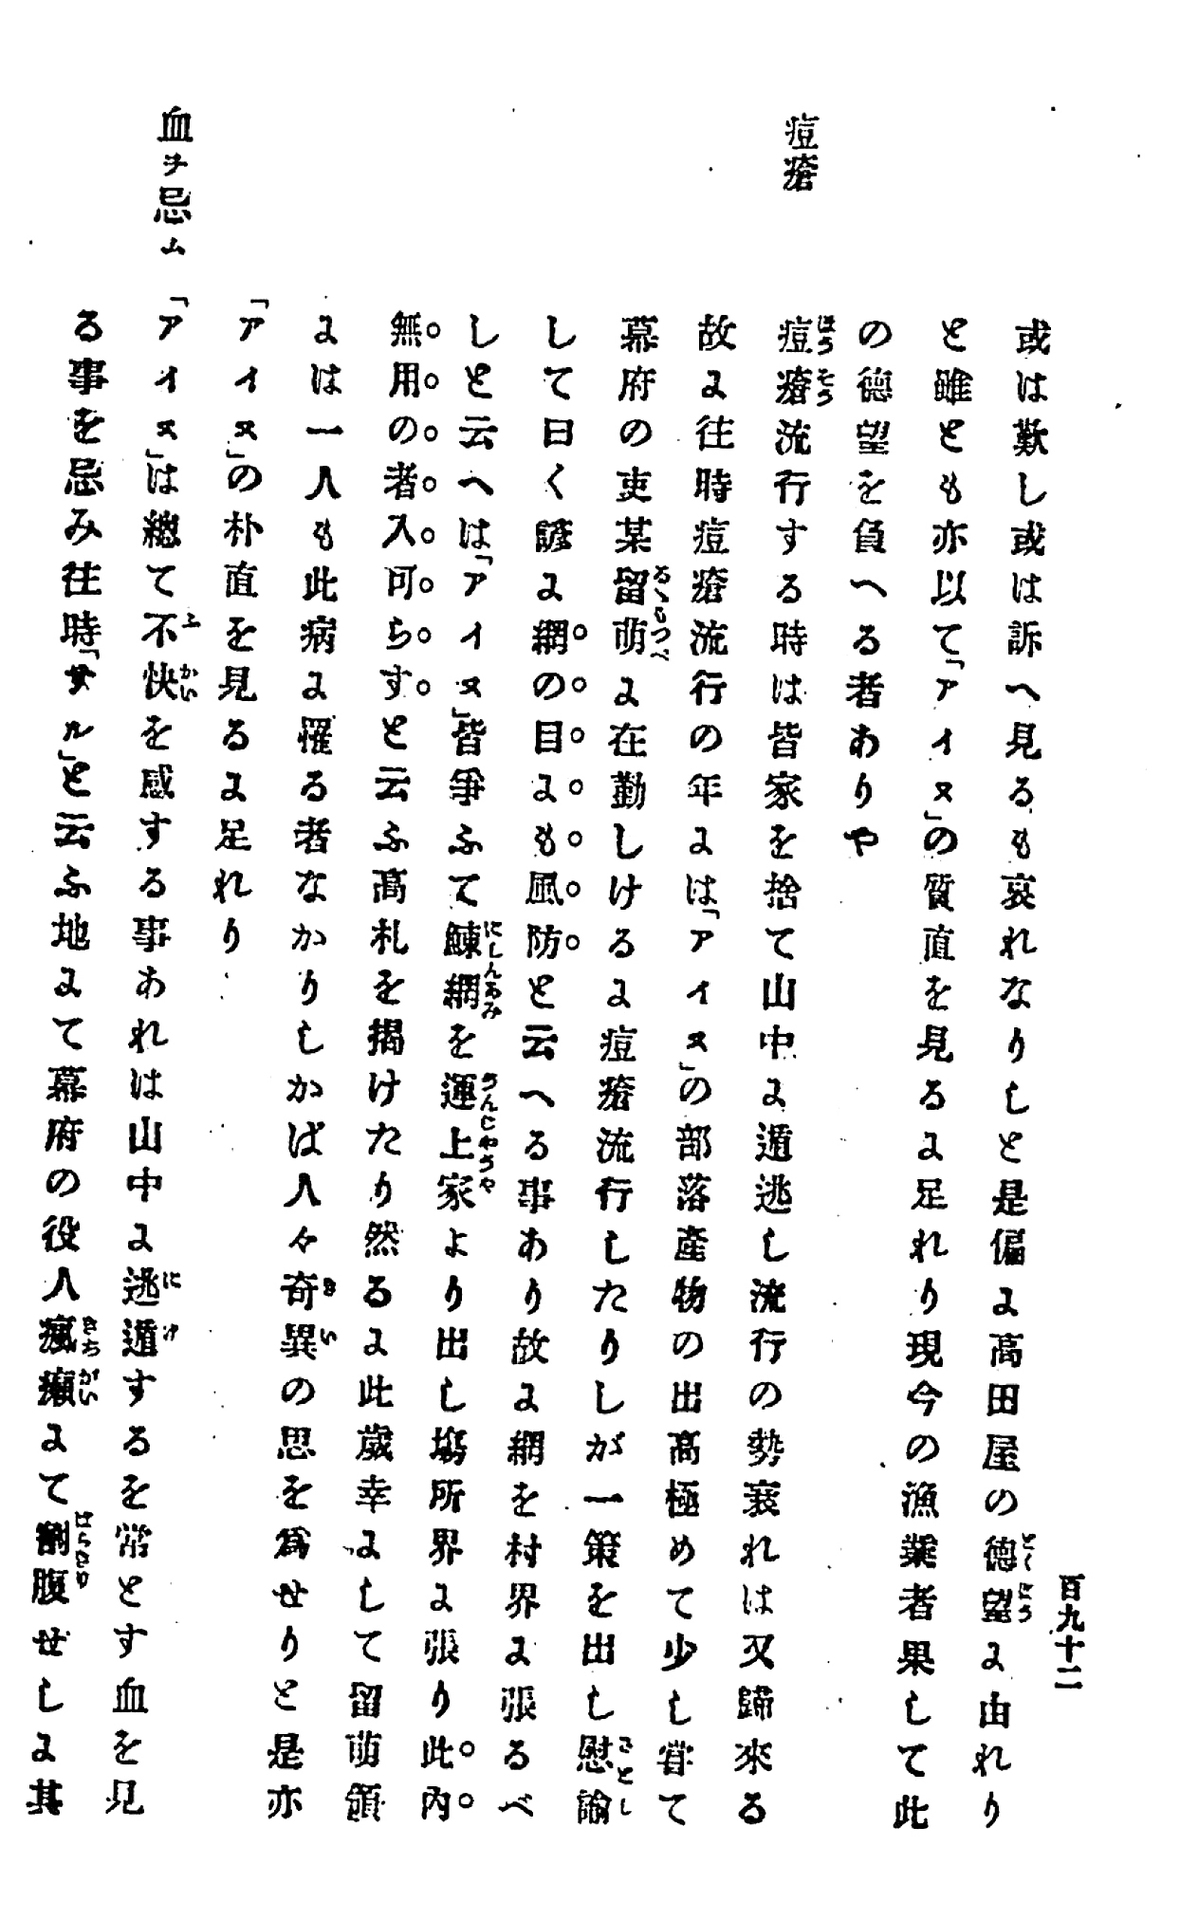 百九十二
或は歎し或は訴へ見るも哀れなりしと是偏に高田屋の德望に由れり
と雖とも亦以て「アイヌ」の質直を見るに足れり現今の漁業者果して此
の德望を負へる者ありや
痘瘡
痘瘡流行する時は皆家を捨て山中に遁逃し流行の勢衰れは又歸來る
故に往時痘瘡流行の年には「アイヌ」の部落產物の出高極めて少し甞て
幕府の吏某留萌に在勤しけるに痘瘡流行したりしが一策を出し慰諭
して曰く諺に網の目にも風防と云へる事あり故に網を村界に張るべ
しと云へは「アイヌ」皆爭ふて鰊網を運上家より出し塲所界に張り此內
無用の者入可らすと云ふ高札を揭けたり然るに此歲幸にして留萌領
には一人も此病に罹る者なかりしかば人々奇異の思を爲せりと是亦
「アイヌ」の朴直を見るに足れり
血ヲ忌ム
「アイヌ」は總て不快を感する事あれは山中に逃遁するを常とす血を見
る事を忌み往時「サル」と云ふ地にて幕府の役人瘋癲にて割腹せしに其